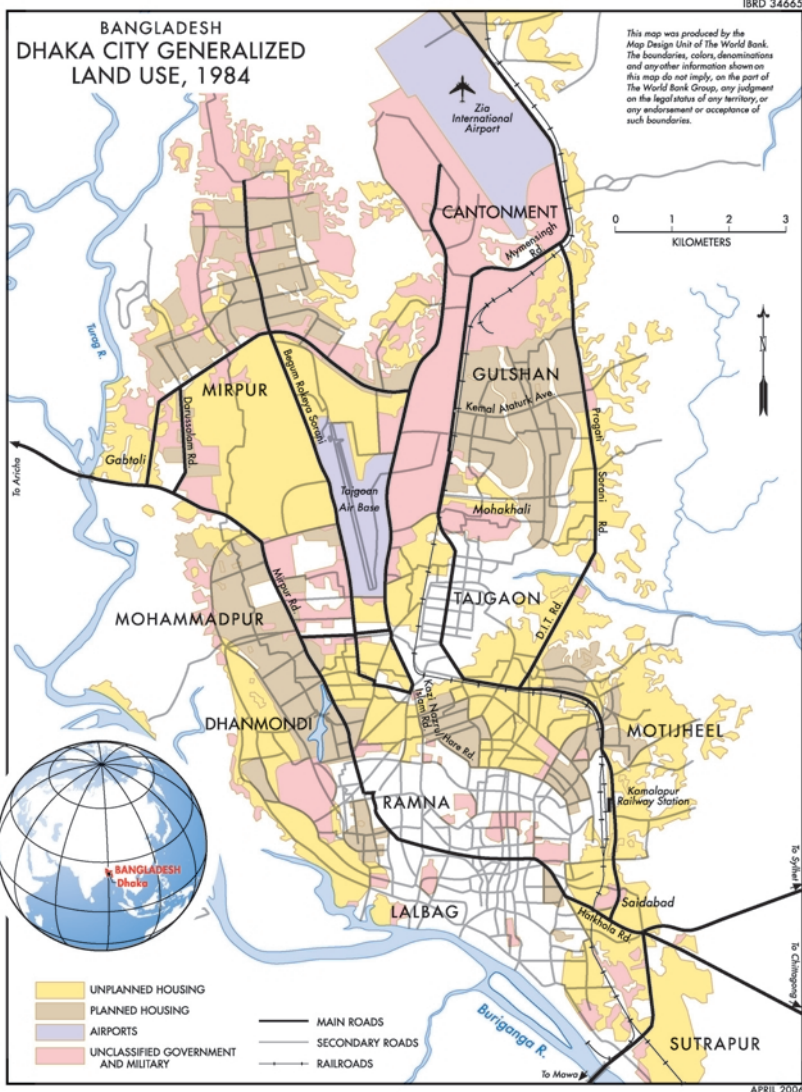 IBRD 34665
BANGLADESH
DHAKA CITY GENERALIZED
LAND USE, 1984
This map was produced by the
Map Design Unit of The World Bank.
The boundaries, colors, denominations
and any other information shown on
this map do not imply, on the part of
The World Bank Group, any judgment
on the legal status of any territory, or
any endorsement or acceptance of
such boundaries.
Zia
International
Airport
CANTONMENT
Mymensingh
Rd.
0 1 2 3
KILOMETERS
N
Turag R.
MIRPUR
Begum Rokeya Sorani
GULSHAN
Kemal Ataturk Ave.
Darussalam Rd.
Progati
Sorani
Rd.
Gabtoli
To Aricha
Tajgoan
Air Base
Mohakhali
Mirpur Rd.
TAJGAON
MOHAMMADPUR
D.I.T. Rd.
DHANMONDI
Kazi Nazrul
Islam Rd.
Hare Rd.
MOTIJHEEL
RAMNA
Kamalapur
Railway Station
BANGLADESH
Dhaka
To Sylhet
LALBAG
Saidabad
Hatkhola Rd.
To Chittagong
UNPLANNED HOUSING
PLANNED HOUSING
AIRPORTS
UNCLASSIFIED GOVERNMENT
AND MILITARY
MAIN ROADS
SECONDARY ROADS
RAILROADS
Buriganga R.
SUTRAPUR
To Mawa
APRIL 2006